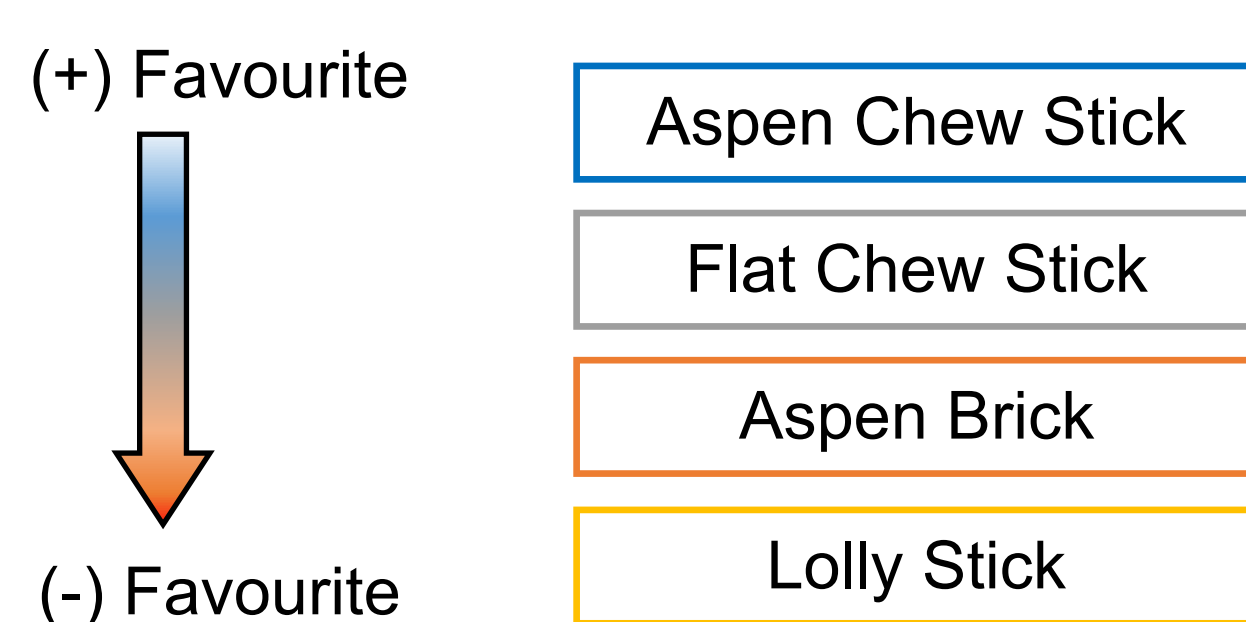 (+) Favourite
Aspen Chew Stick
Flat Chew Stick
Aspen Brick
Lolly Stick
(-) Favourite